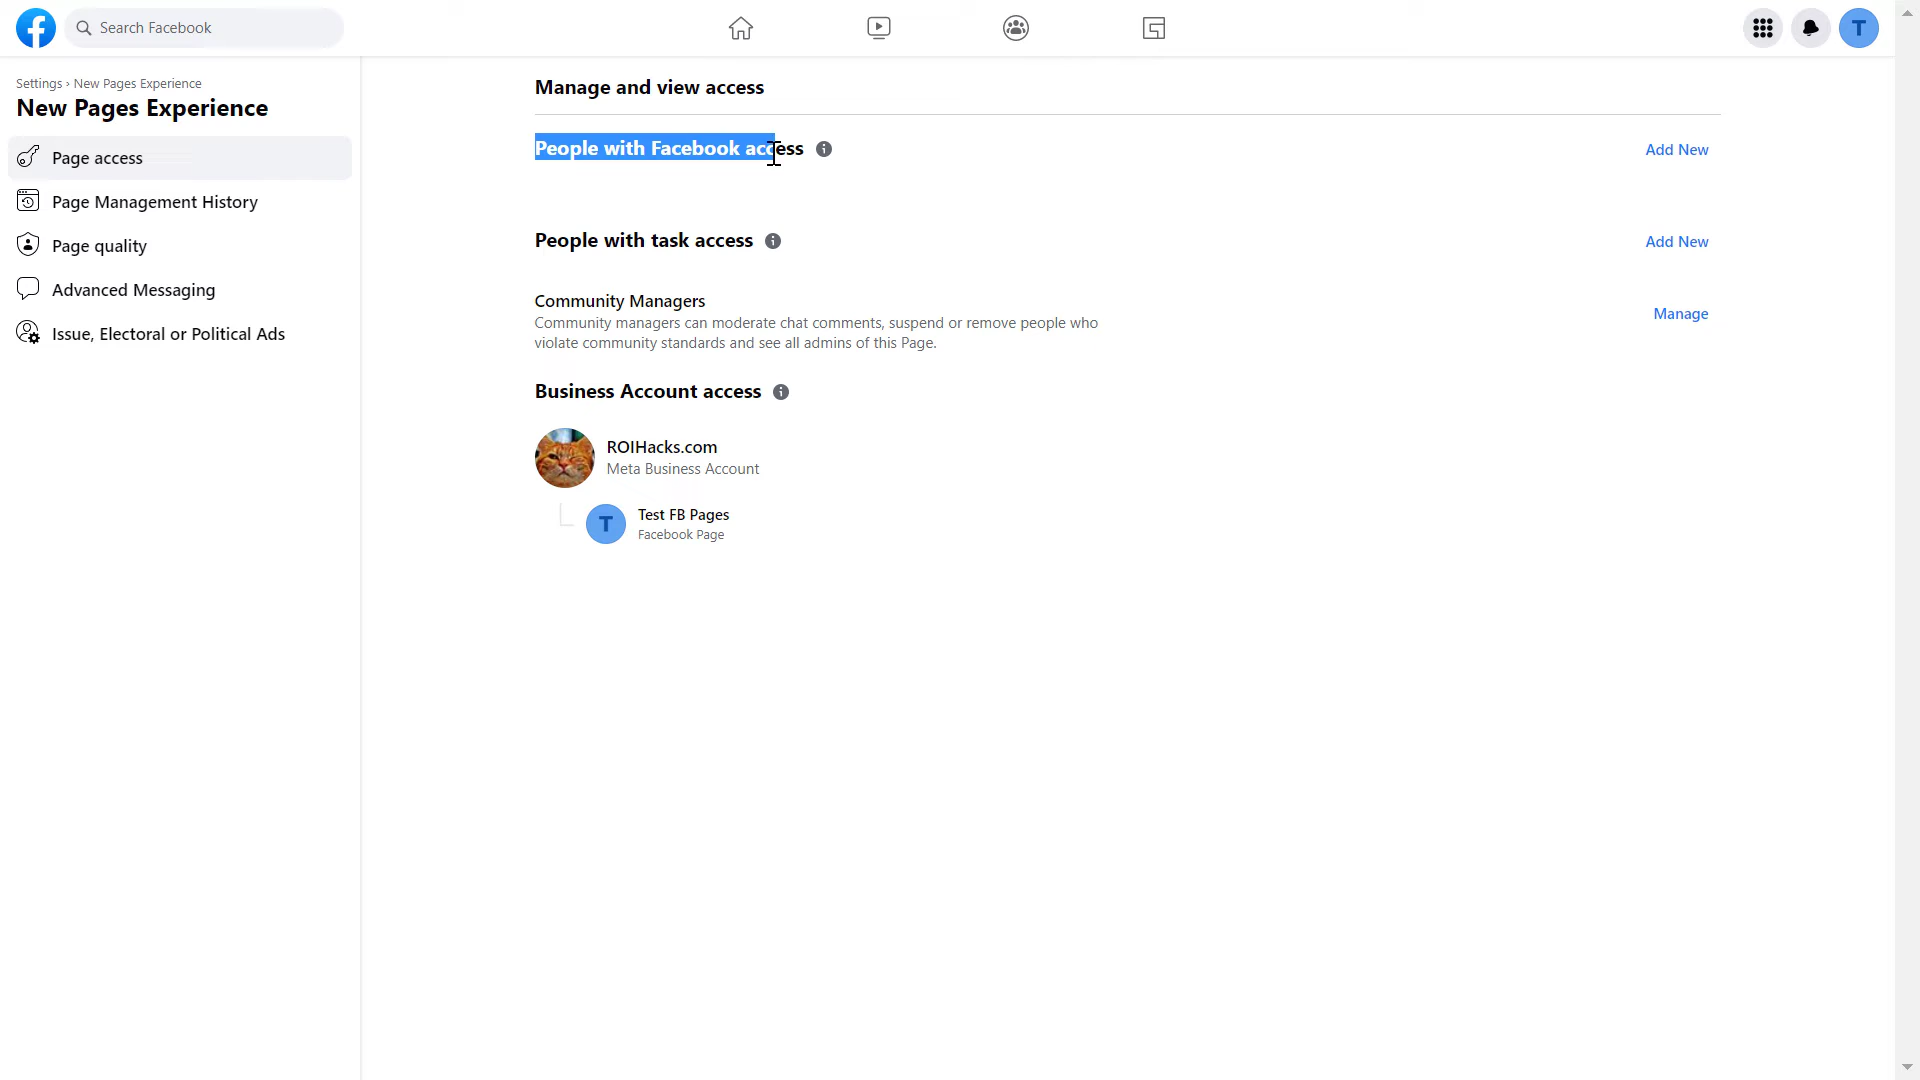 Search Facebook
T
Settings › New Pages Experience
New Pages Experience
Page access
Page Management History
Page quality
Advanced Messaging
Issue, Electoral or Political Ads
Manage and view access
People with Facebook access
Add New
People with task access
Add New
Community Managers
Community managers can moderate chat comments, suspend or remove people who
violate community standards and see all admins of this Page.
Manage
Business Account access
ROIHacks.com
Meta Business Account
T
Test FB Pages
Facebook Page